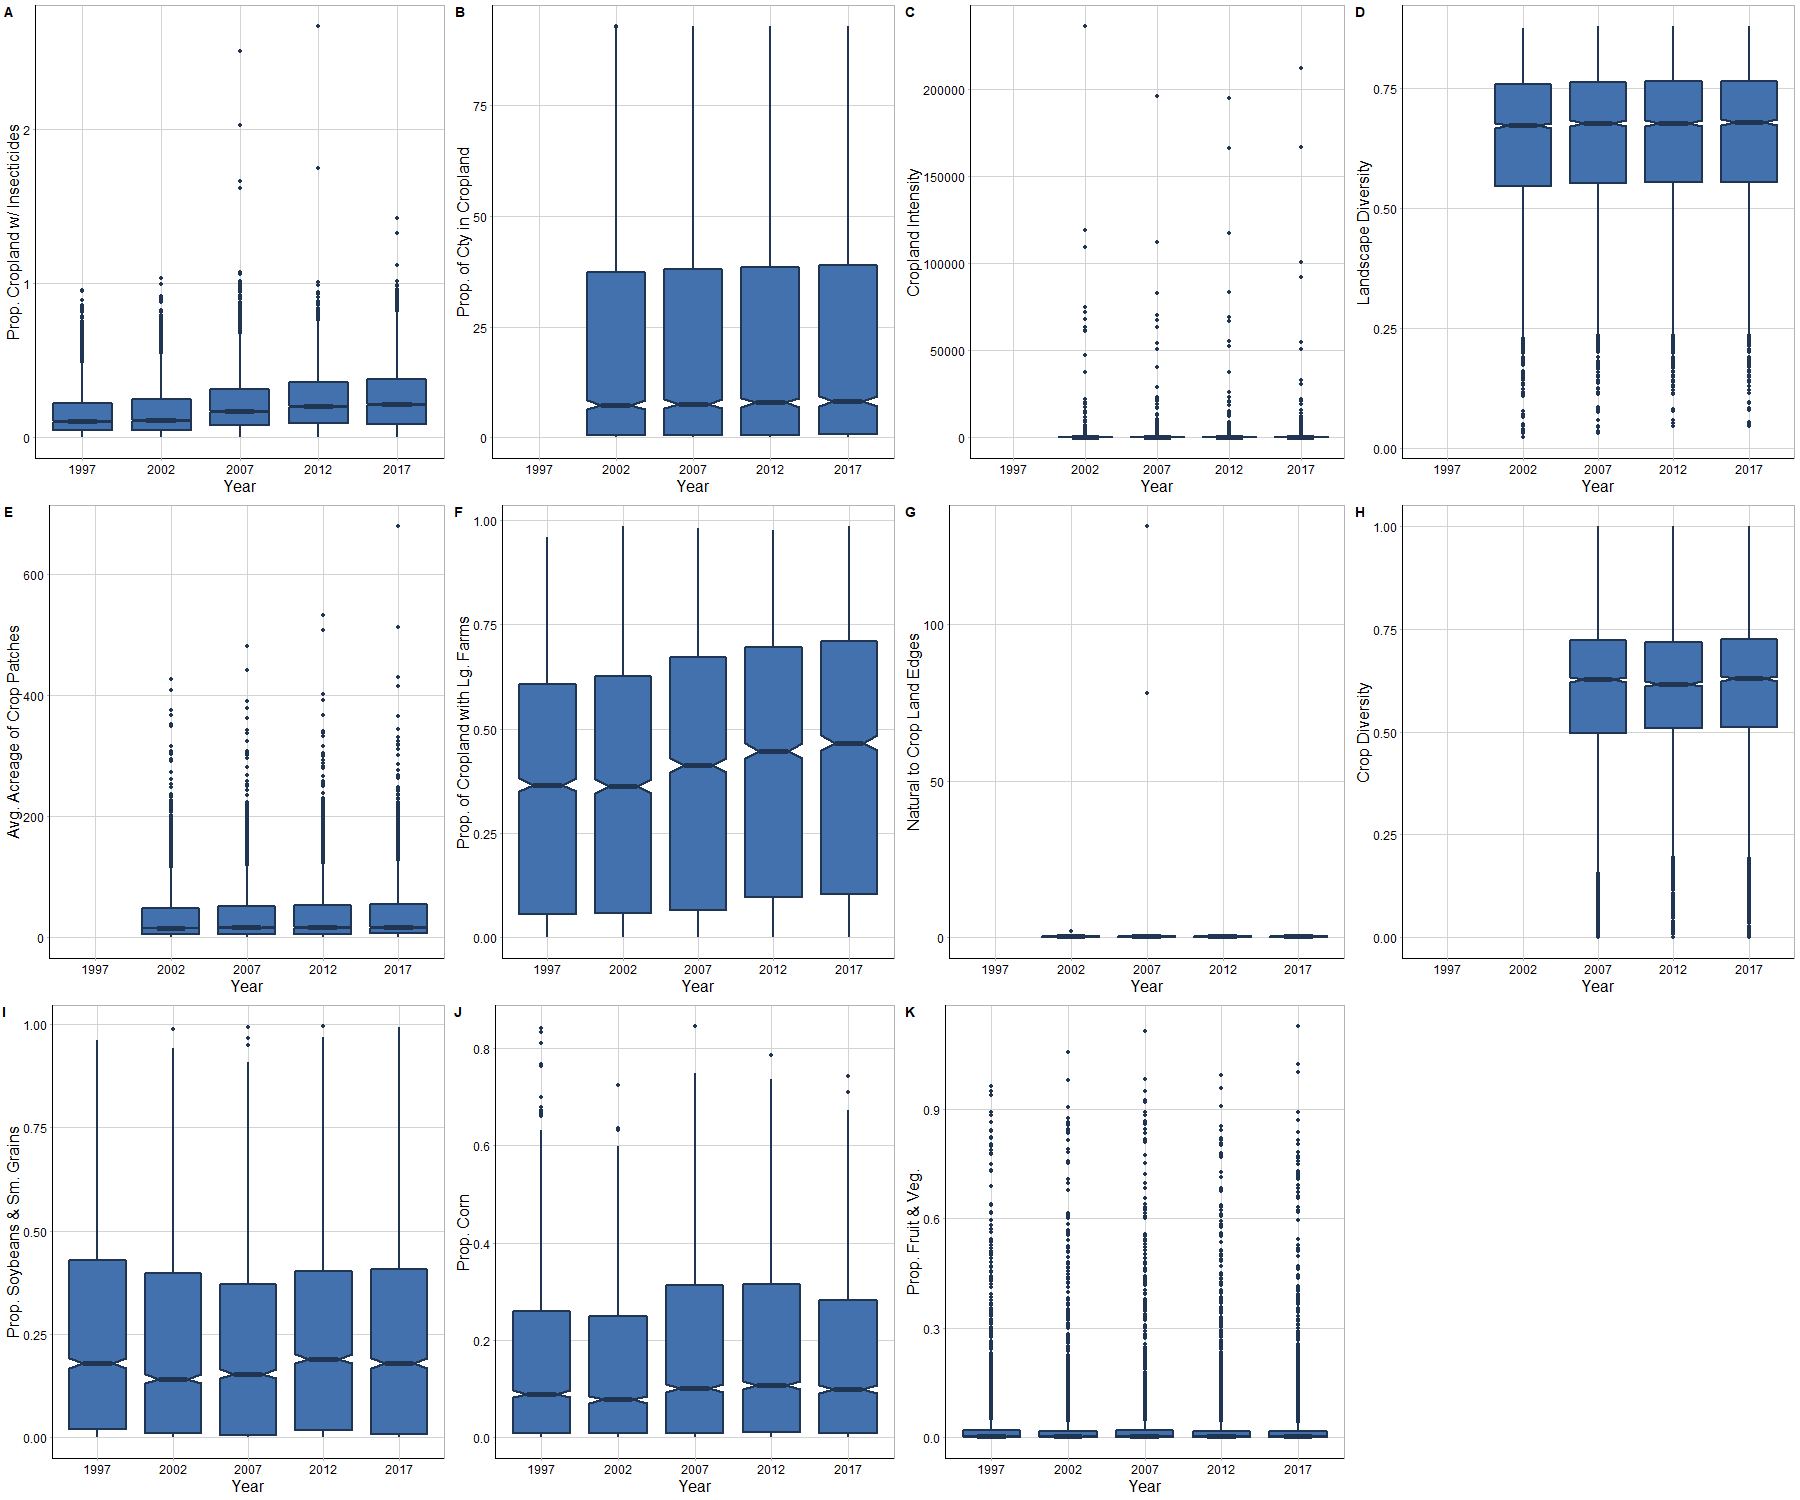 A
Prop. Cropland w/ Insecticides
2
1
0
1997 2002 2007 2012 2017
Year
B
Prop. of Cty in Cropland
75
50
25
0
1997 2002 2007 2012 2017
Year
C
Cropland Intensity
200000
150000
100000
50000
0
1997 2002 2007 2012 2017
Year
D
Landscape Diversity
0.75
0.50
0.25
0.00
1997 2002 2007 2012 2017
Year
E
Avg. Acreage of Crop Patches
600
400
200
0
1997 2002 2007 2012 2017
Year
F
Prop. of Cropland with Lg. Farms
1.00
0.75
0.50
0.25
0.00
1997 2002 2007 2012 2017
Year
G
Natural to Crop Land Edges
100
50
0
1997 2002 2007 2012 2017
Year
H
Crop Diversity
1.00
0.75
0.50
0.25
0.00
1997 2002 2007 2012 2017
Year
I
Prop. Soybeans & Sm. Grains
1.00
0.75
0.50
0.25
0.00
1997 2002 2007 2012 2017
Year
J
Prop. Corn
0.8
0.6
0.4
0.2
0.0
1997 2002 2007 2012 2017
Year
K
Prop. Fruit & Veg.
0.9
0.6
0.3
0.0
1997 2002 2007 2012 2017
Year